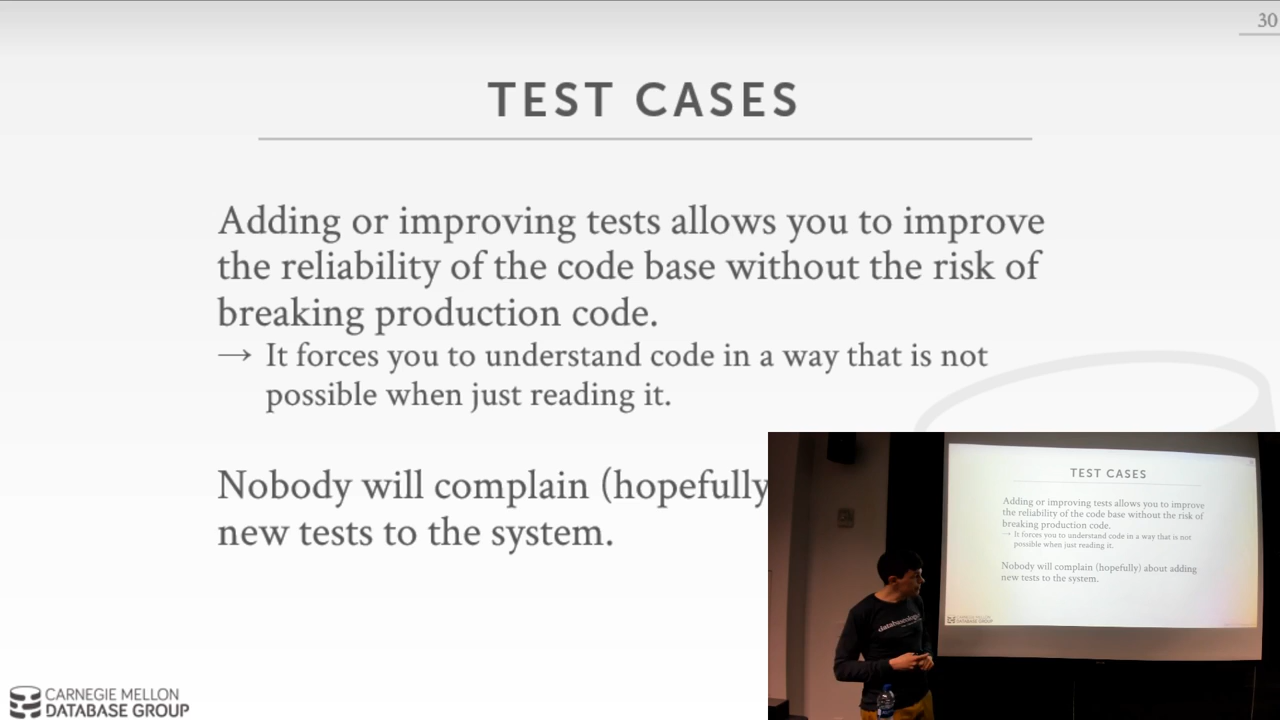 30
TEST CASES
Adding or improving tests allows you to improve
the reliability of the code base without the risk of
breaking production code.
→ It forces you to understand code in a way that is not
possible when just reading it.
Nobody will complain (hopefully
new tests to the system.
CARNEGIE MELLON
DATABASE GROUP
TEST CASES
Adding or improving tests allows you to improve
the reliability of the code base without the risk of
breaking production code.
→ It forces you to understand code in a way that is not
possible when just reading it.
Nobody will complain (hopefully) about adding
new tests to the system.
CARNEGIE MELLON
DATABASE GROUP